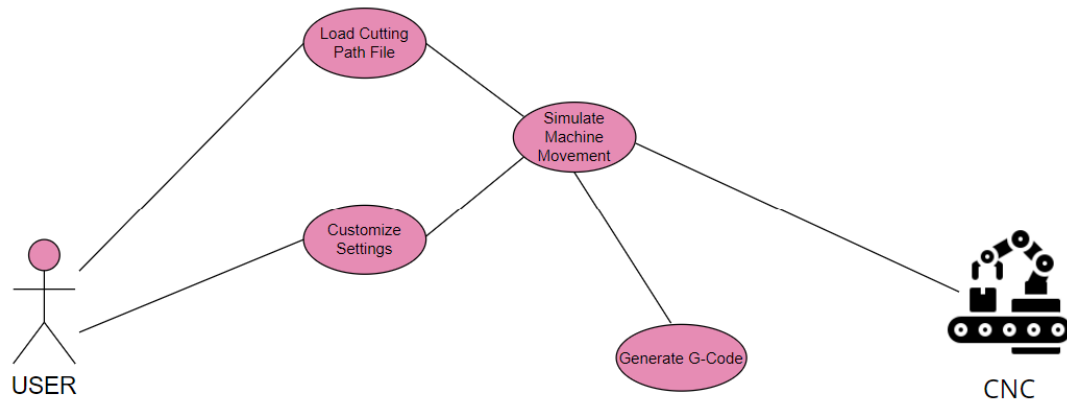 Load Cutting
Path File
Simulate
Machine
Movement
Customize
Settings
Generate G-Code
USER
CNC